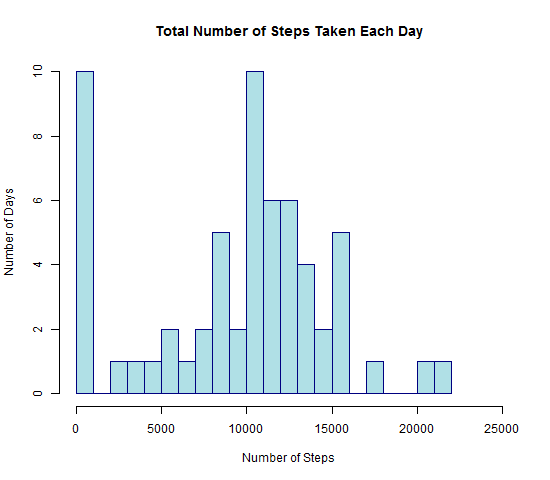 Total Number of Steps Taken Each Day
Number of Days
10
8
6
4
2
0
0 5000 10000 15000 20000 25000
Number of Steps